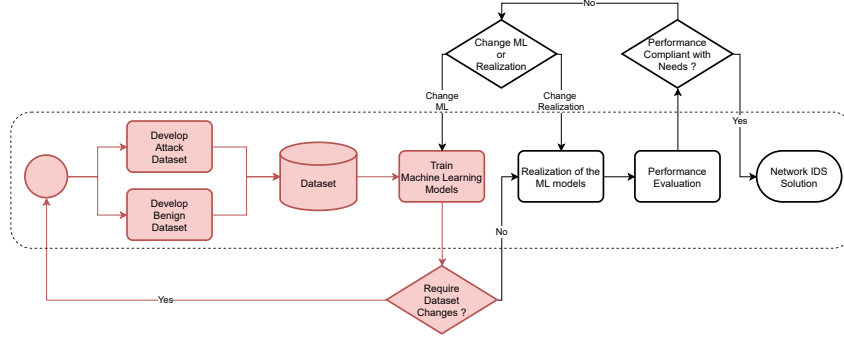 No
Change ML
or
Realization
Performance
Compliant with
Needs ?
Change
ML
Change
Realization
Yes
Develop
Attack
Dataset
Develop
Benign
Dataset
Dataset
Train
Machine Learning
Models
Realization of the
ML models
Performance
Evaluation
Network IDS
Solution
No
Yes
Require
Dataset
Changes ?